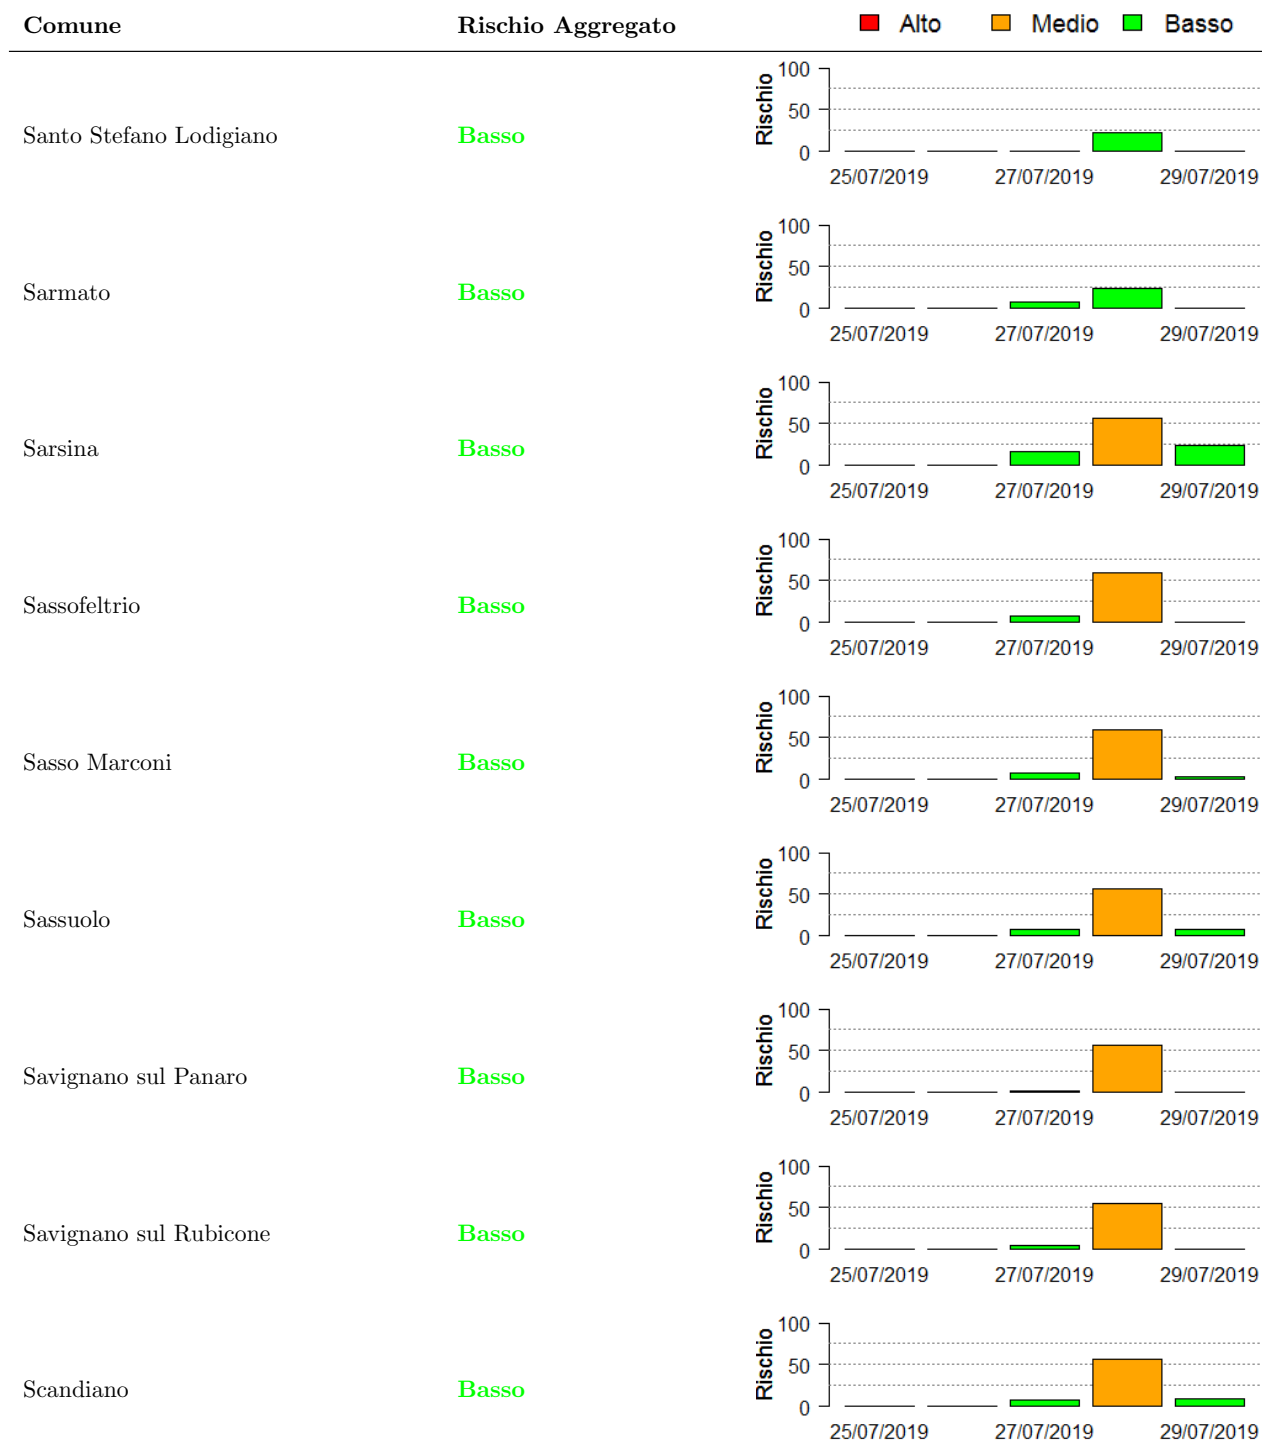 Comune Rischio Aggregato Alto Medio Basso
100
50
0
Rischio
Santo Stefano Lodigiano Basso
25/07/2019 27/07/2019 29/07/2019
100
50
0
Rischio
Sarmato Basso
25/07/2019 27/07/2019 29/07/2019
100
50
0
Rischio
Sarsina Basso
25/07/2019 27/07/2019 29/07/2019
100
50
0
Rischio
Sassofeltrio Basso
25/07/2019 27/07/2019 29/07/2019
100
50
0
Rischio
Sasso Marconi Basso
25/07/2019 27/07/2019 29/07/2019
100
50
0
Rischio
Sassuolo Basso
25/07/2019 27/07/2019 29/07/2019
100
50
0
Rischio
Savignano sul Panaro Basso
25/07/2019 27/07/2019 29/07/2019
100
50
0
Rischio
Savignano sul Rubicone Basso
25/07/2019 27/07/2019 29/07/2019
100
50
0
Rischio
Scandiano Basso
25/07/2019 27/07/2019 29/07/2019